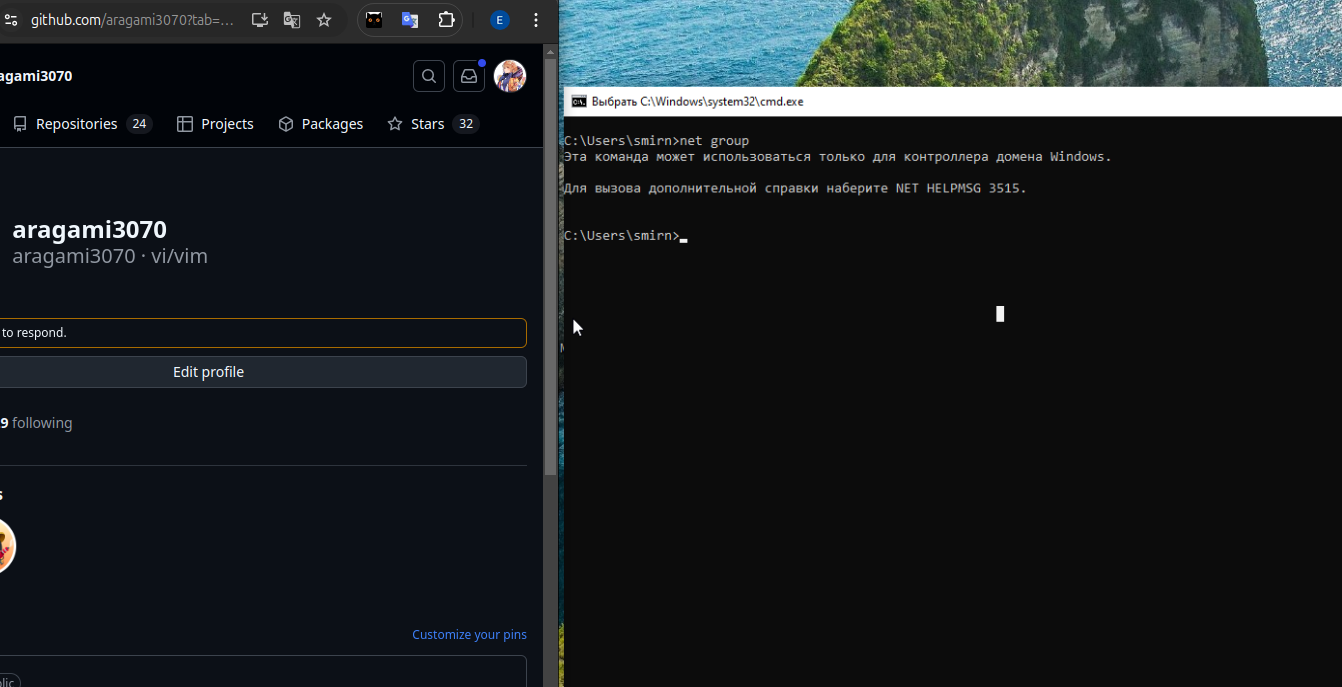 github.com/aragami3070?tab=...
E
agami3070
Repositories 24 Projects Packages Stars 32
aragami3070
aragami3070 · vi/vim
to respond.
Edit profile
9 following
s
Customize your pins
blic
Выбрать C:\Windows\system32\cmd.exe
C:\Users\smirn>net group
Эта команда может использоваться только для контроллера домена Windows.
Для вызова дополнительной справки наберите NET HELPMSG 3515.
C:\Users\smirn>